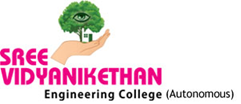 SREE
VIDYANIKETHAN
Engineering College (Autonomous)